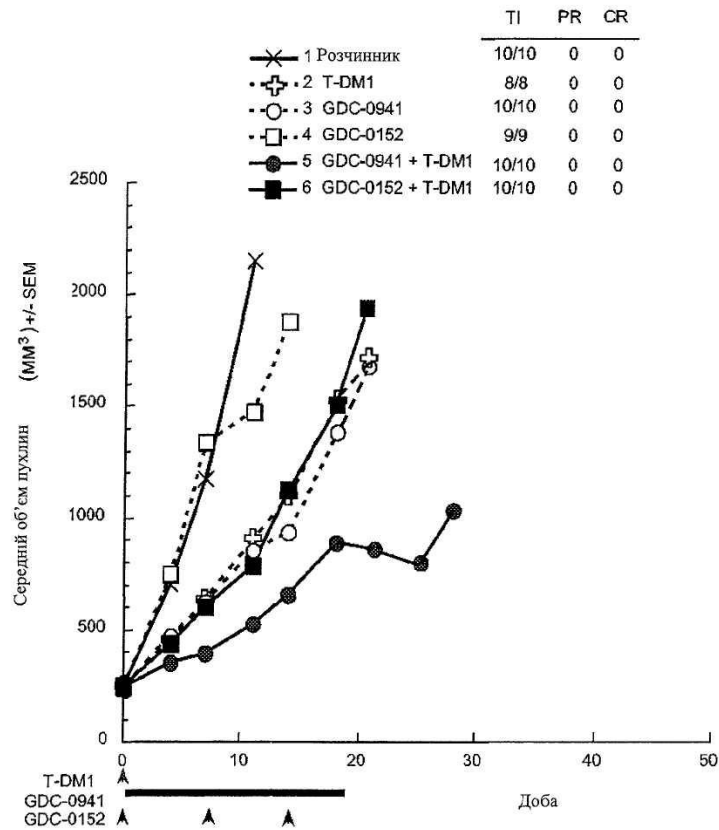 TI PR CR
1 Розчинник 10/10 0 0
2 T-DM1 8/8 0 0
3 GDC-0941 10/10 0 0
4 GDC-0152 9/9 0 0
5 GDC-0941 + T-DM1 10/10 0 0
6 GDC-0152 + T-DM1 10/10 0 0
Середній об’єм пухлин (ММ³) +/- SEM
2500
2000
1500
1000
500
0
0 10 20 30 40 50
Доба
T-DM1
GDC-0941
GDC-0152